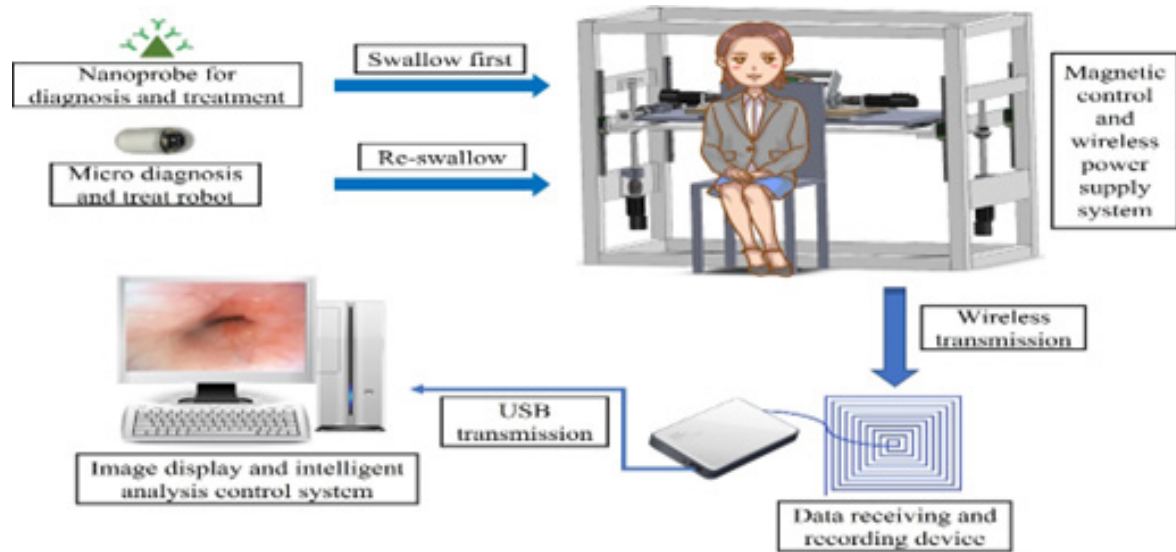 Nanoprobe for
diagnosis and treatment
Swallow first
Micro diagnosis
and treat robot
Re-swallow
Magnetic
control
and
wireless
power
supply
system
Wireless
transmission
USB
transmission
Image display and intelligent
analysis control system
Data receiving and
recording device